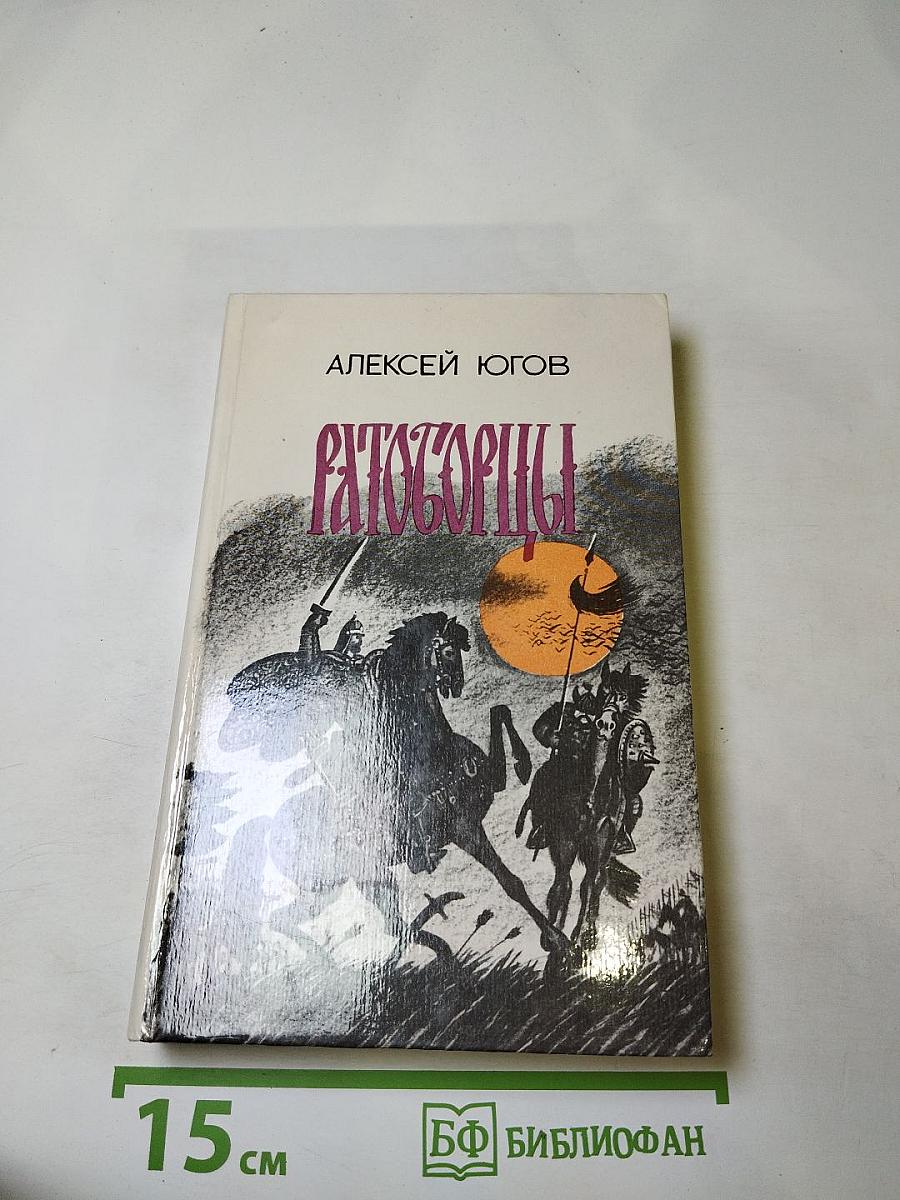 АЛЕКСЕЙ ЮГОВ
РАТОБОРЦЫ
15 см
БФ БИБЛИОФАН